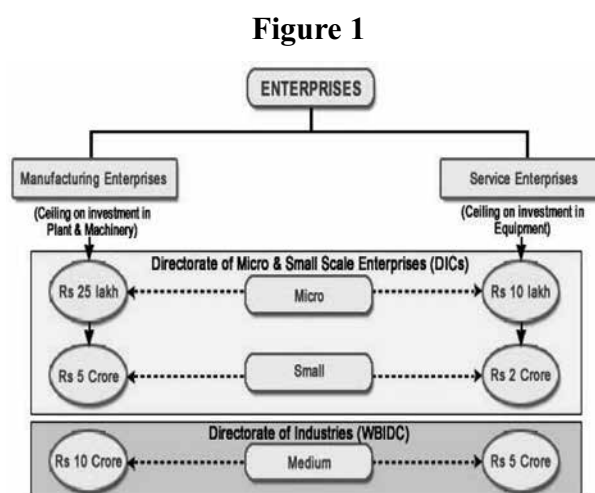 Figure 1
ENTERPRISES
Manufacturing Enterprises
Service Enterprises
(Ceiling on investment in
Plant & Machinery)
(Ceiling on investment in
Equipment)
Directorate of Micro & Small Scale Enterprises (DICs)
Rs 25 lakh
Micro
Rs 10 lakh
Rs 5 Crore
Small
Rs 2 Crore
Directorate of Industries (WBIDC)
Rs 10 Crore
Medium
Rs 5 Crore